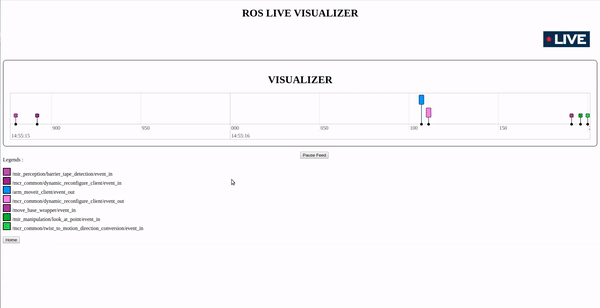 ROS LIVE VISUALIZER
LIVE
VISUALIZER
900 950 000 050 100 150
14:55:15 14:55:16
Pause Feed
Legends :
/mir_perception/barrier_tape_detection/event_in
/mcr_common/dynamic_reconfigure_client/event_in
/arm_moveit_client/event_out
/mcr_common/dynamic_reconfigure_client/event_out
/move_base_wrapper/event_in
/mir_manipulation/look_at_point/event_in
/mcr_common/twist_to_motion_direction_conversion/event_in
Home